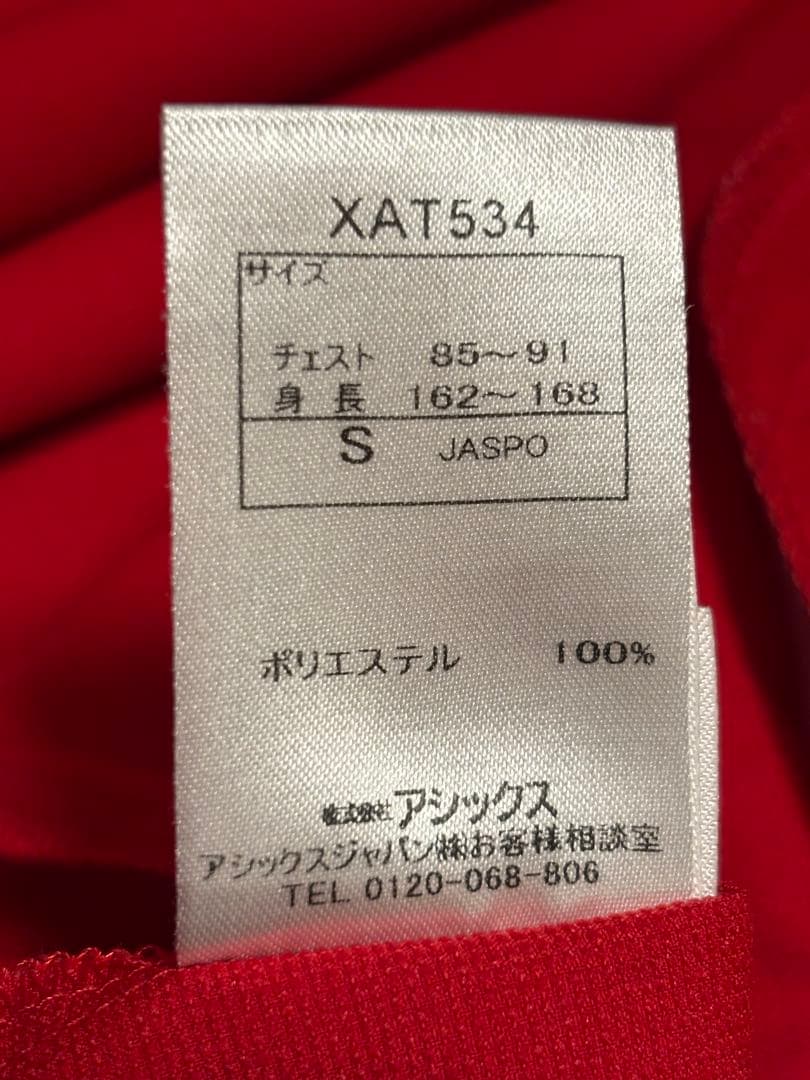 XAT534
サイズ
チェスト 85〜91
身長 162〜168
S JASPO
ポリエステル 100%
株式会社アシックス
アシックスジャパン㈱お客様相談室
TEL 0120-068-806